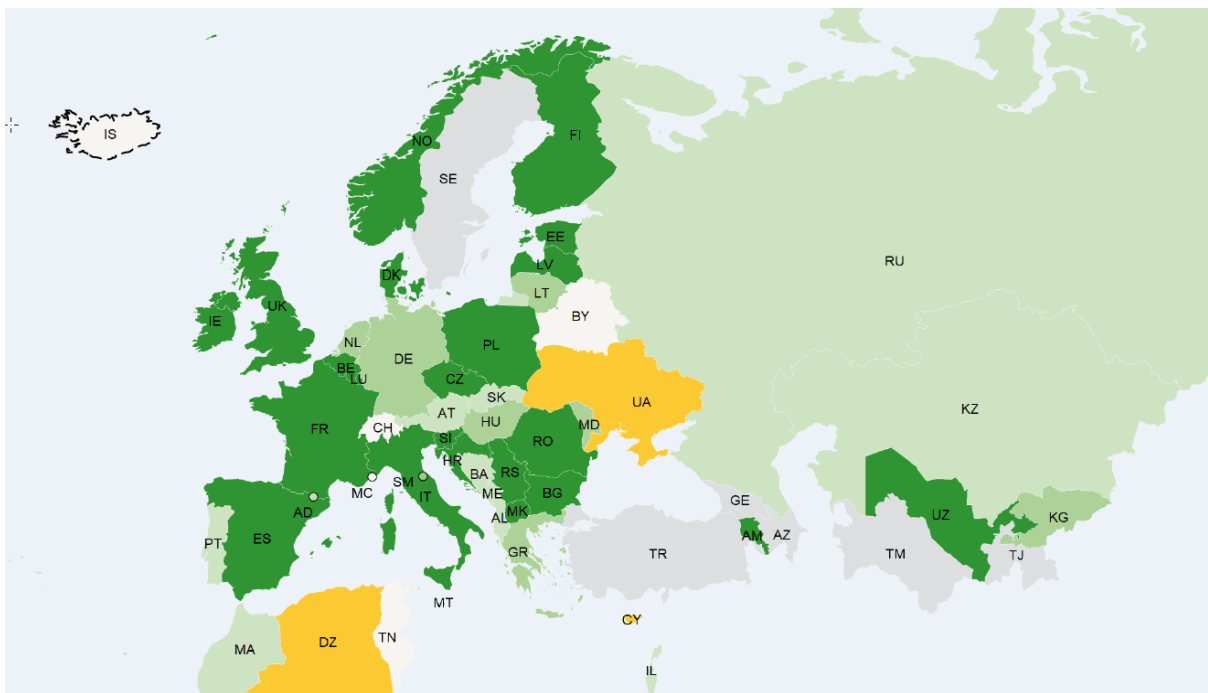 IS
NO
FI
SE
EE
RU
LV
DK
LT
UK
BY
IE
NL
PL
DE
BE
LU
CZ
SK
UA
KZ
AT
HU
MD
FR
CH
SI
RO
HR
RS
BA
MC
SM
IT
ME
BG
GE
AD
MK
UZ
KG
AL
ES
PT
AM
AZ
GR
TR
TM
TJ
MT
CY
DZ
TN
MA
IL